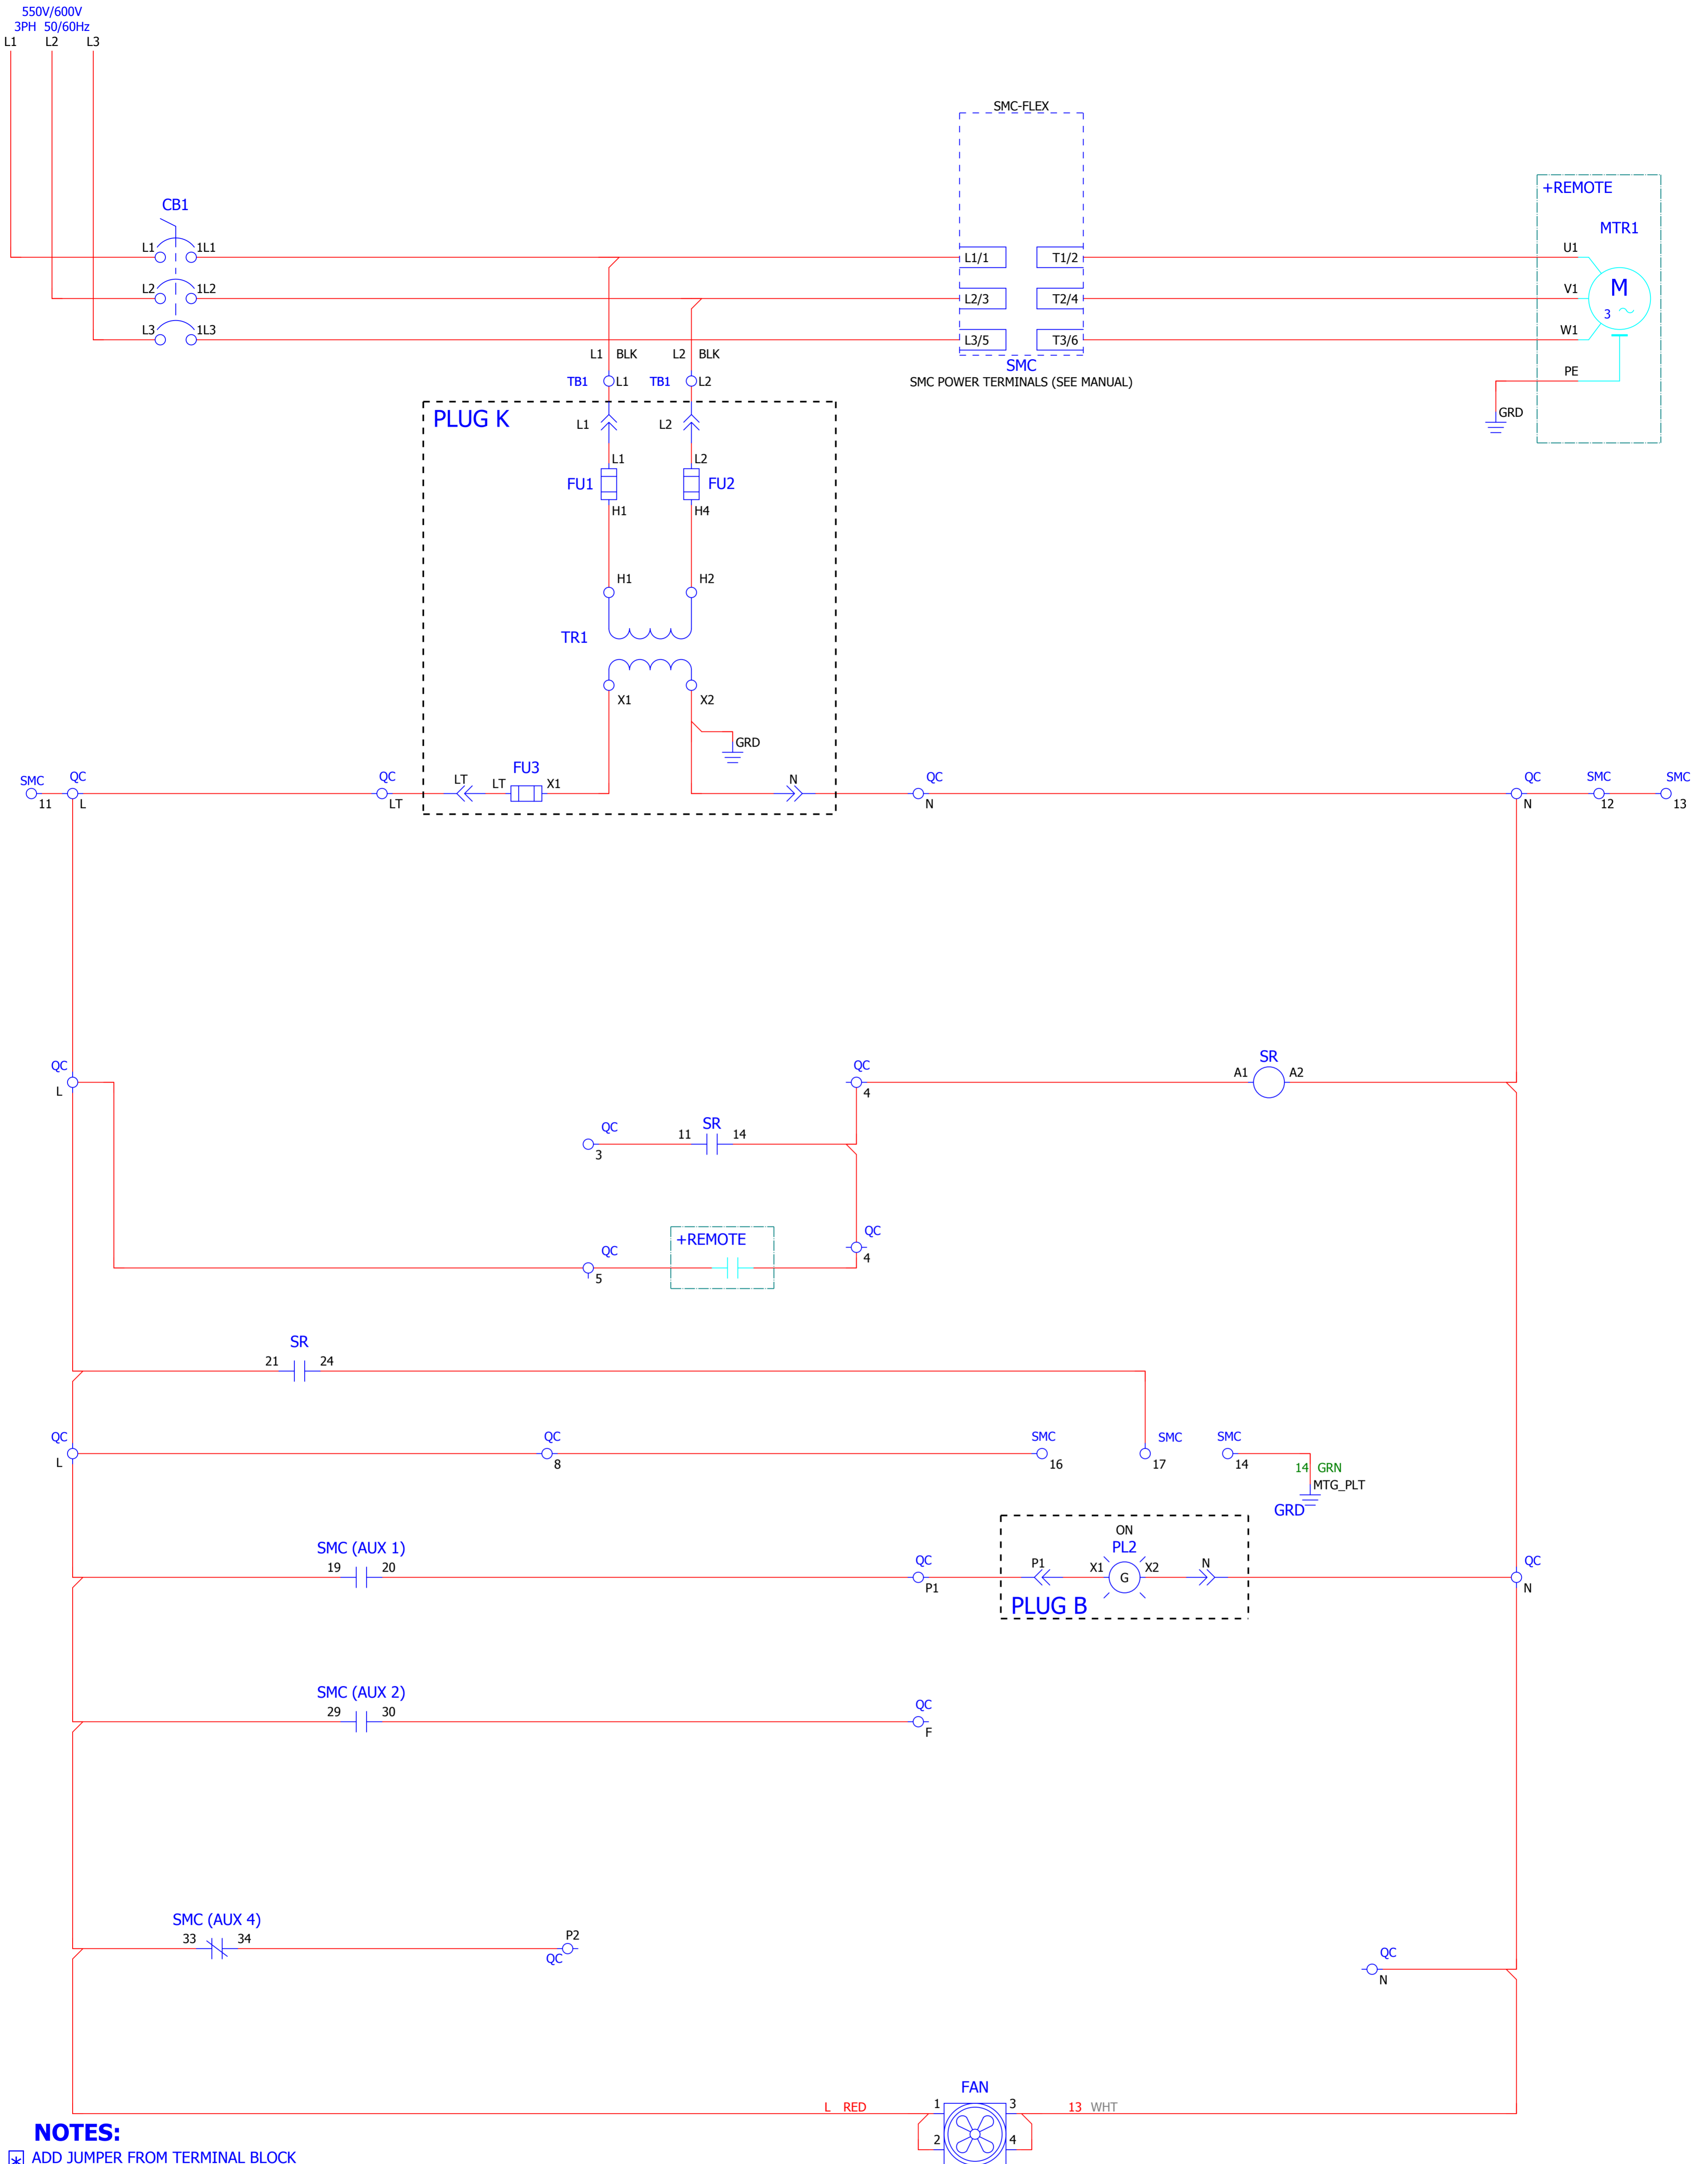 550V/600V
3PH 50/60Hz
L1 L2 L3
SMC-FLEX
+REMOTE
CB1
MTR1
L1 1L1
L1/1 T1/2
U1
L2 1L2
L2/3 T2/4
V1
M
3
L3 1L3
L3/5 T3/6
W1
L1 BLK L2 BLK
SMC
SMC POWER TERMINALS (SEE MANUAL)
PE
TB1 L1 TB1 L2
GRD
PLUG K
L1 L2
L1 L2
FU1 FU2
H1 H4
H1 H2
TR1
X1 X2
GRD
SMC QC QC LT LT FU3 X1 N QC QC SMC SMC
11 L LT N N 12 13
QC QC SR
L 4 A1 A2
QC 11 SR 14
3
+REMOTE QC
QC 4
5
SR
21 24
QC QC SMC SMC SMC
L 8 16 17 14
14 GRN
MTG_PLT
GRD
ON
SMC (AUX 1) PL2
19 20 QC P1 X1 G X2 N QC
P1 N
PLUG B
SMC (AUX 2)
29 30 QC
F
SMC (AUX 4)
33 34 P2
QC
QC
N
FAN
L RED 1 3 13 WHT
2 4
NOTES:
* ADD JUMPER FROM TERMINAL BLOCK